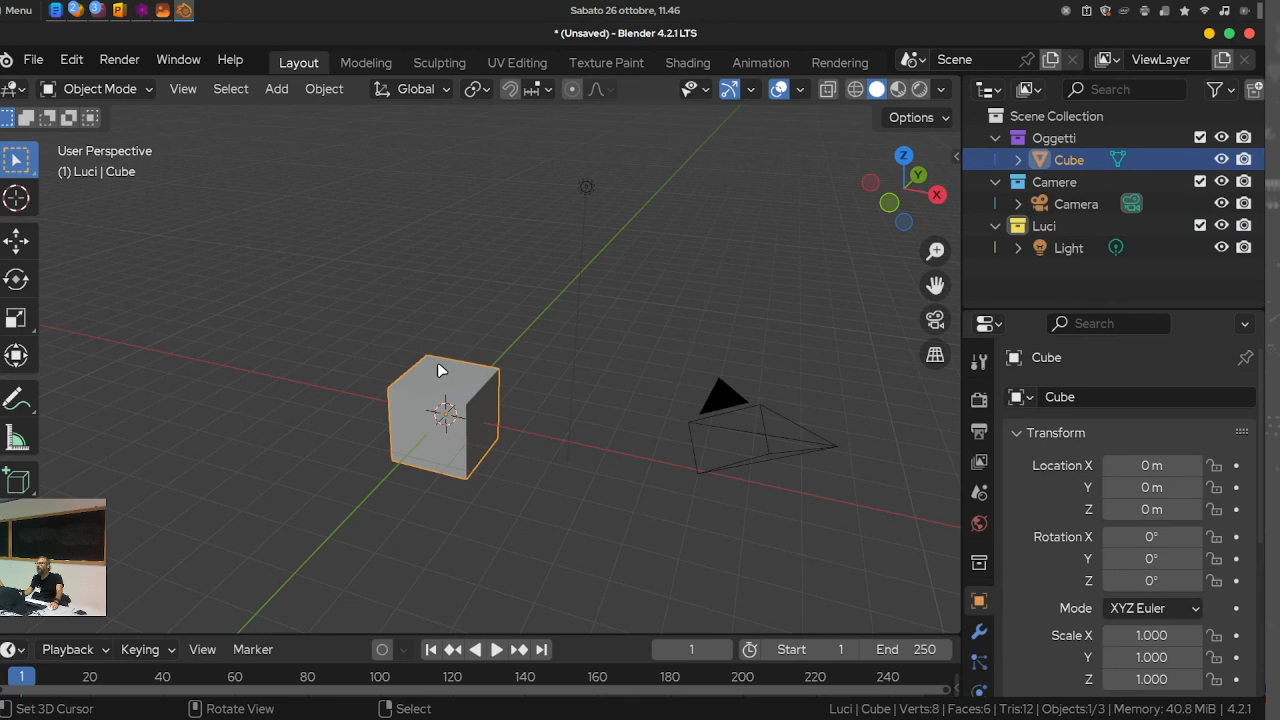 Menu
Sabato 26 ottobre, 11.46
* (Unsaved) - Blender 4.2.1 LTS
File Edit Render Window Help Layout Modeling Sculpting UV Editing Texture Paint Shading Animation Rendering Scene ViewLayer
Object Mode View Select Add Object Global Search
Options
User Perspective
(1) Luci | Cube
Z
Y
X
Scene Collection
Oggetti
Cube
Camere
Camera
Luci
Light
Search
Cube
Cube
Transform
Location X 0 m
Y 0 m
Z 0 m
Rotation X 0°
Y 0°
Z 0°
Mode XYZ Euler
Scale X 1.000
Y 1.000
Z 1.000
Playback Keying View Marker 1 Start 1 End 250
1 20 40 60 80 100 120 140 160 180 200 220 240
Set 3D Cursor Rotate View Select Luci | Cube | Verts:8 | Faces:6 | Tris:12 | Objects:1/3 | Memory: 40.8 MiB | 4.2.1